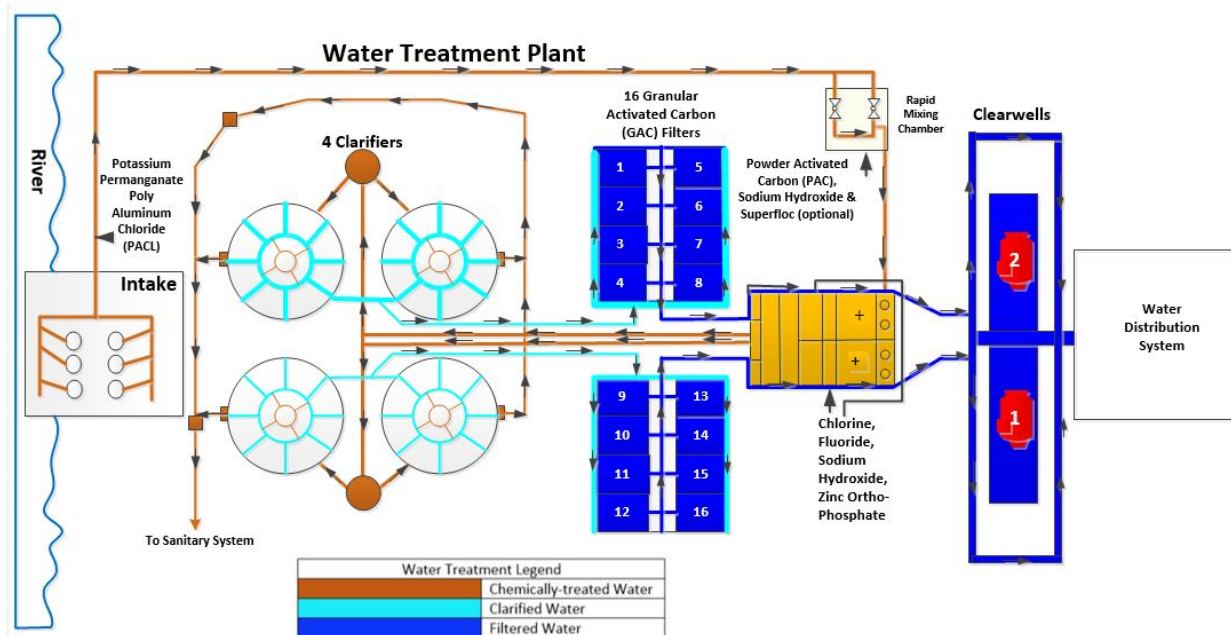 Water Treatment Plant
River
Potassium
Permanganate
Poly
Aluminum
Chloride
(PACL)
Intake
4 Clarifiers
To Sanitary System
16 Granular
Activated Carbon
(GAC) Filters
1
5
2
6
3
7
4
8
9
13
10
14
11
15
12
16
Rapid
Mixing
Chamber
Powder Activated
Carbon (PAC),
Sodium Hydroxide &
Superfloc (optional)
+
+
Chlorine,
Fluoride,
Sodium
Hydroxide,
Zinc Ortho-
Phosphate
Clearwells
2
1
Water
Distribution
System
Water Treatment Legend
Chemically-treated Water
Clarified Water
Filtered Water